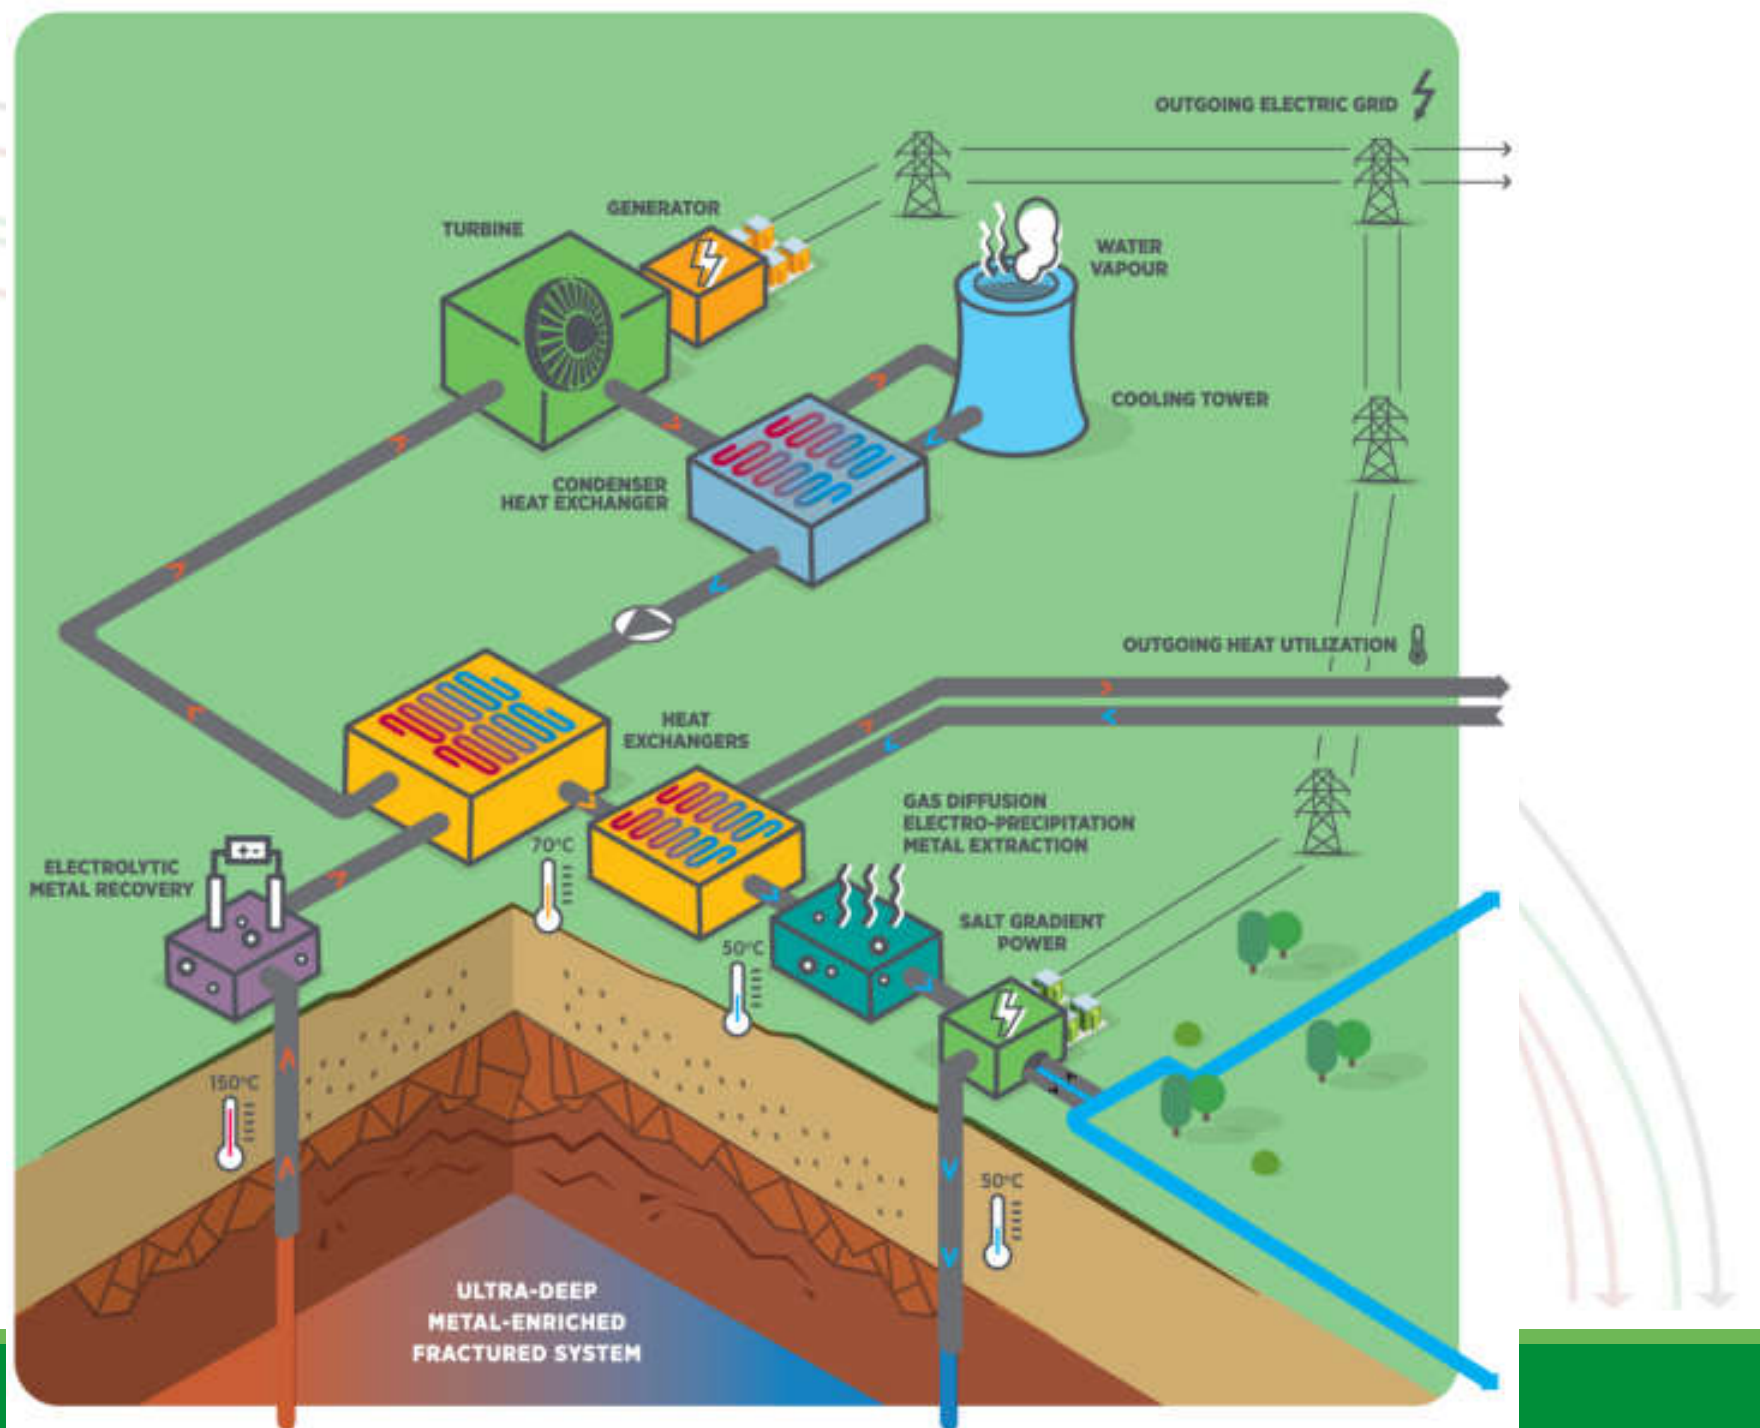 OUTGOING ELECTRIC GRID
GENERATOR
TURBINE
WATER
VAPOUR
COOLING TOWER
CONDENSER
HEAT EXCHANGER
OUTGOING HEAT UTILIZATION
HEAT
EXCHANGERS
GAS DIFFUSION
ELECTRO-PRECIPITATION
METAL EXTRACTION
70°C
ELECTROLYTIC
METAL RECOVERY
SALT GRADIENT
POWER
50°C
150°C
50°C
ULTRA-DEEP
METAL-ENRICHED
FRACTURED SYSTEM